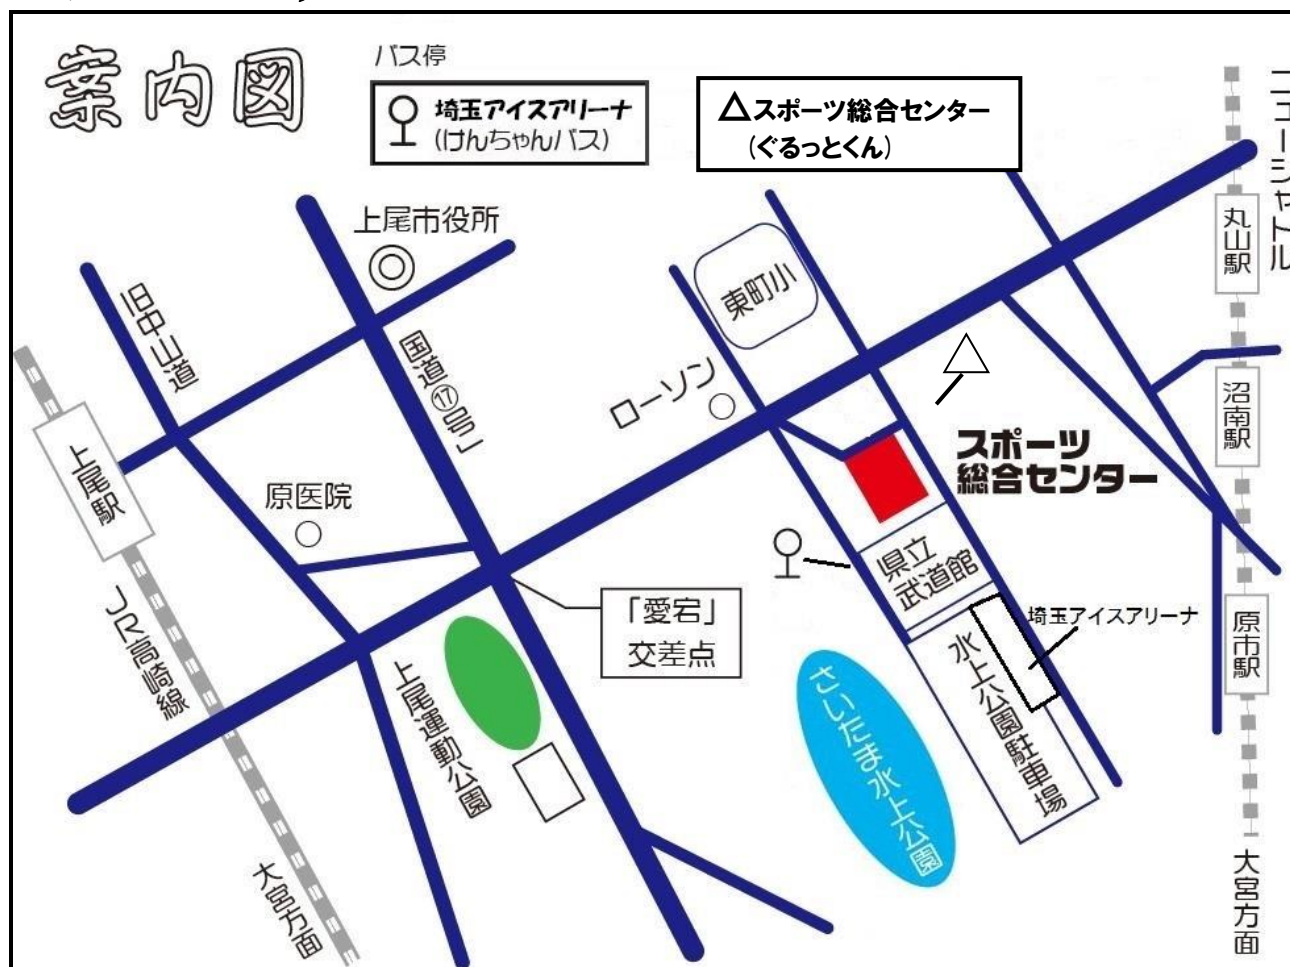 案内図
バス停
埼玉アイスアリーナ
(けんちゃんバス)
△スポーツ総合センター
(ぐるっとくん)
ニューシャトル
丸山駅
上尾市役所
東町小
旧中山道
国道⑰号」
ローソン
沼南駅
上尾駅
スポーツ
総合センター
原医院
県立
武道館
「愛宕」
交差点
埼玉アイスアリーナ
原市駅
JR高崎線
上尾運動公園
さいたま水上公園
水上公園駐車場
大宮方面
大宮方面